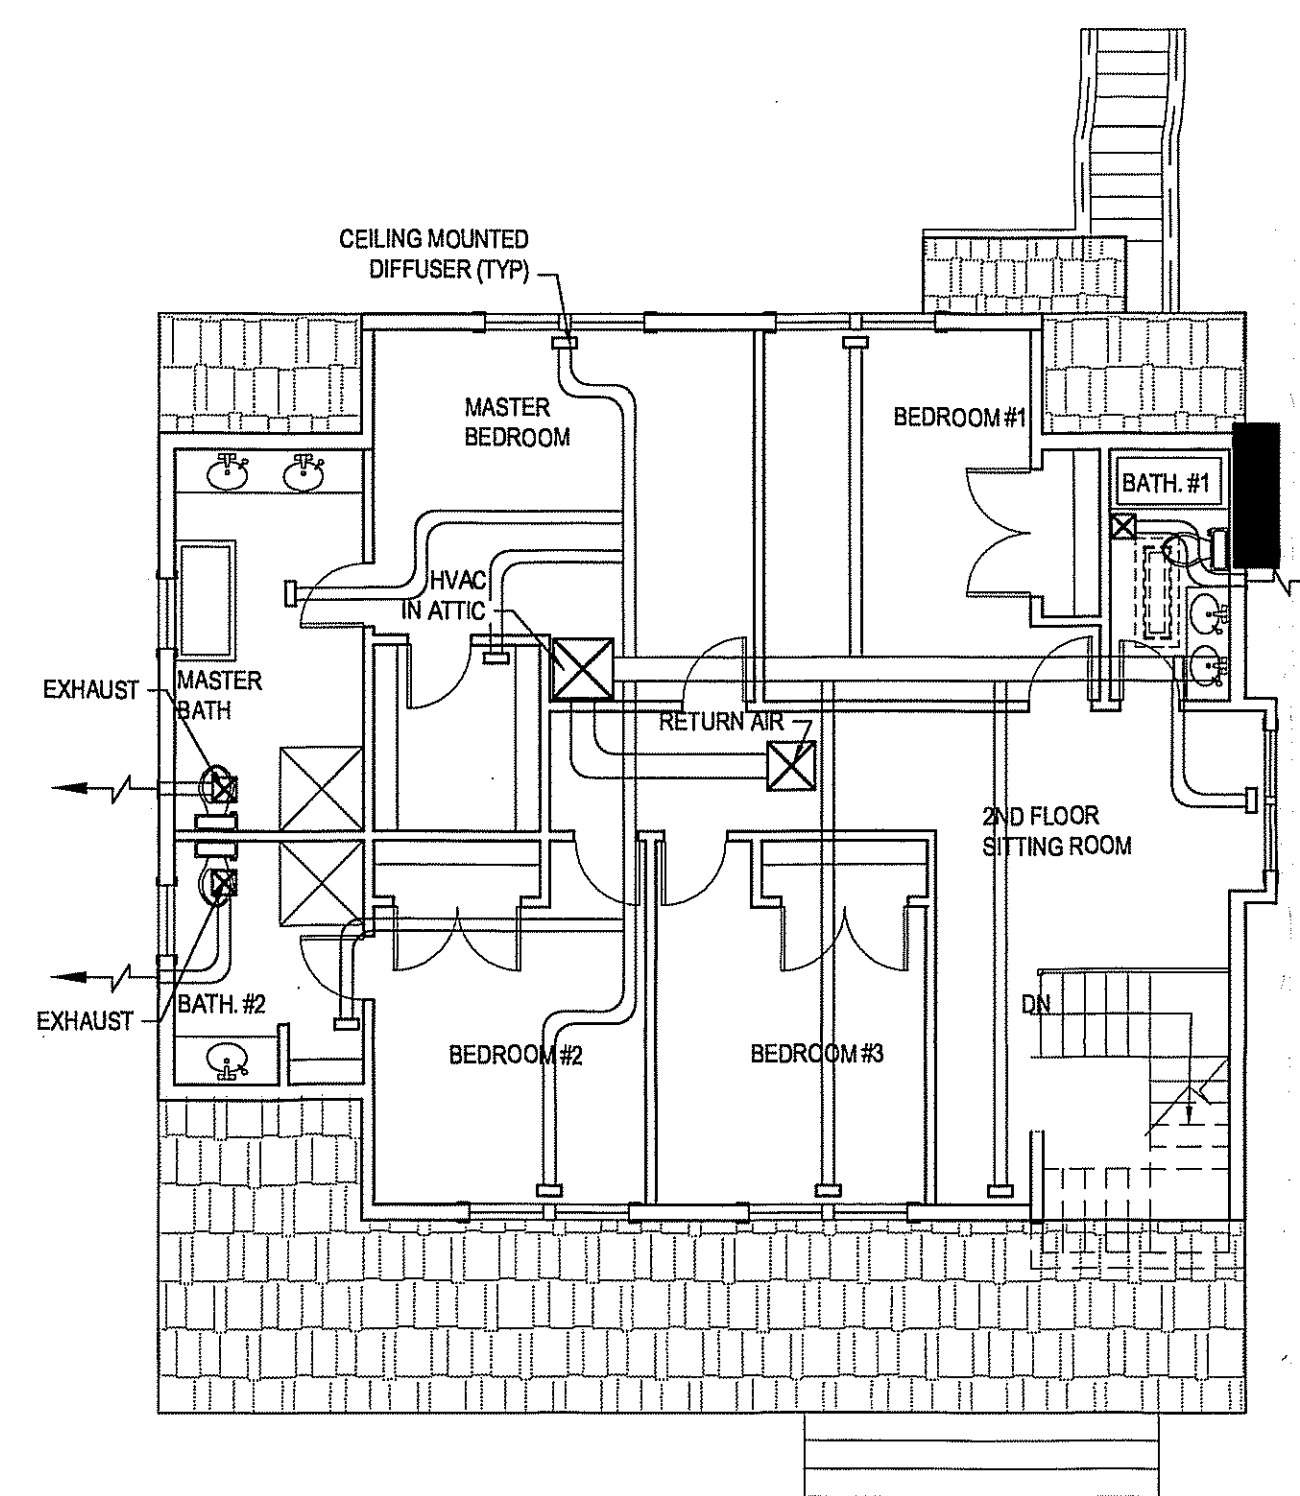 CEILING MOUNTED
DIFFUSER (TYP)
MASTER
BEDROOM
BEDROOM #1
BATH. #1
HVAC
IN ATTIC
EXHAUST
MASTER
BATH
RETURN AIR
2ND FLOOR
SITTING ROOM
BATH. #2
EXHAUST
DN
BEDROOM #2
BEDROOM #3